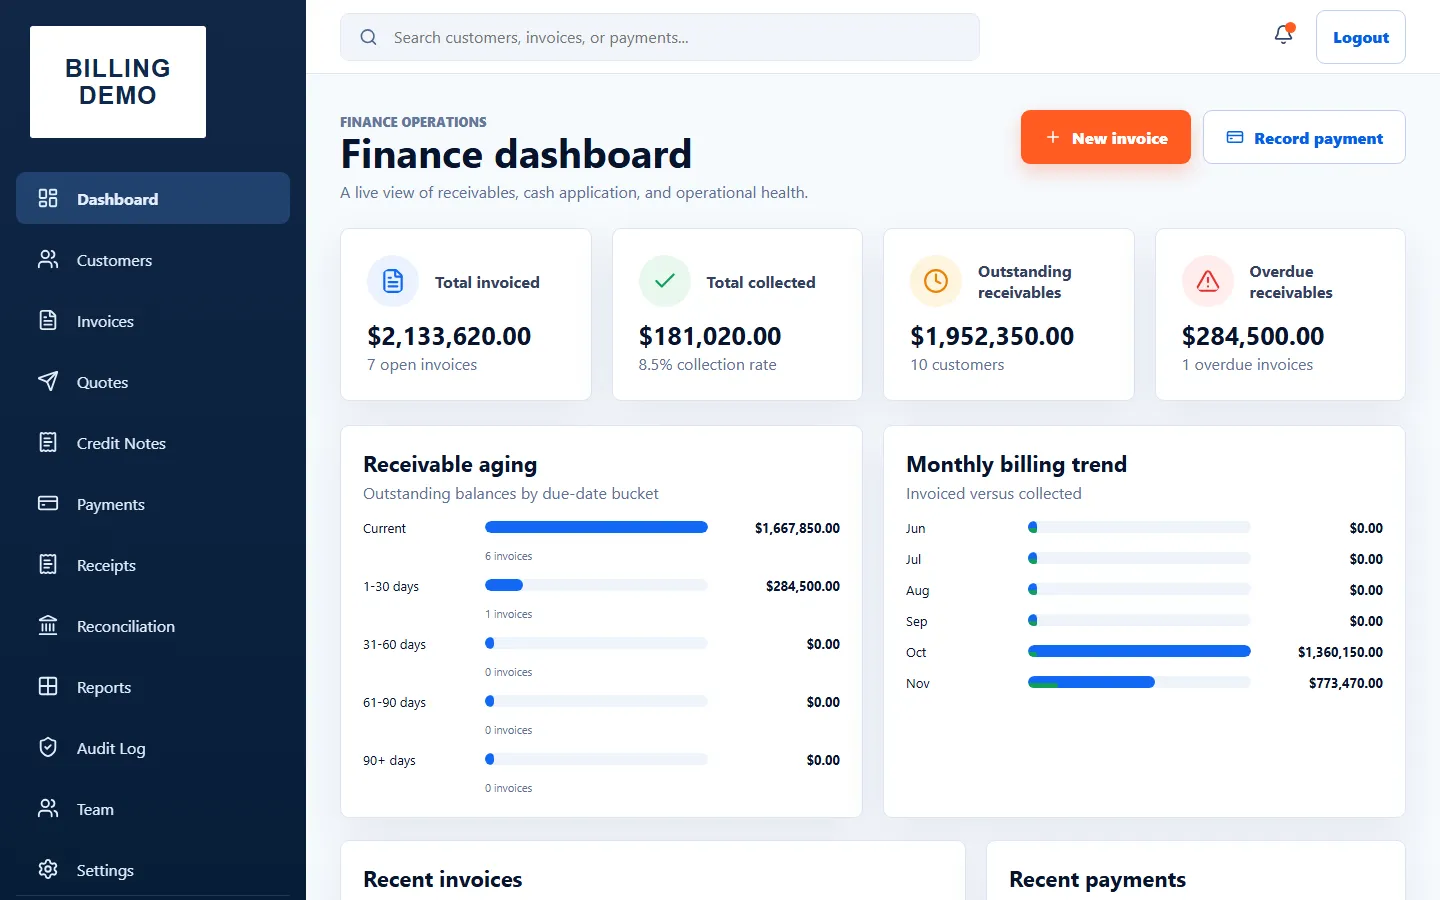 BILLING
DEMO
Dashboard
Customers
Invoices
Quotes
Credit Notes
Payments
Receipts
Reconciliation
Reports
Audit Log
Team
Settings
Search customers, invoices, or payments...
Logout
FINANCE OPERATIONS
Finance dashboard
A live view of receivables, cash application, and operational health.
New invoice
Record payment
Total invoiced
$2,133,620.00
7 open invoices
Total collected
$181,020.00
8.5% collection rate
Outstanding
receivables
$1,952,350.00
10 customers
Overdue
receivables
$284,500.00
1 overdue invoices
Receivable aging
Outstanding balances by due-date bucket
Current $1,667,850.00
6 invoices
1-30 days $284,500.00
1 invoices
31-60 days $0.00
0 invoices
61-90 days $0.00
0 invoices
90+ days $0.00
0 invoices
Monthly billing trend
Invoiced versus collected
Jun $0.00
Jul $0.00
Aug $0.00
Sep $0.00
Oct $1,360,150.00
Nov $773,470.00
Recent invoices
Recent payments